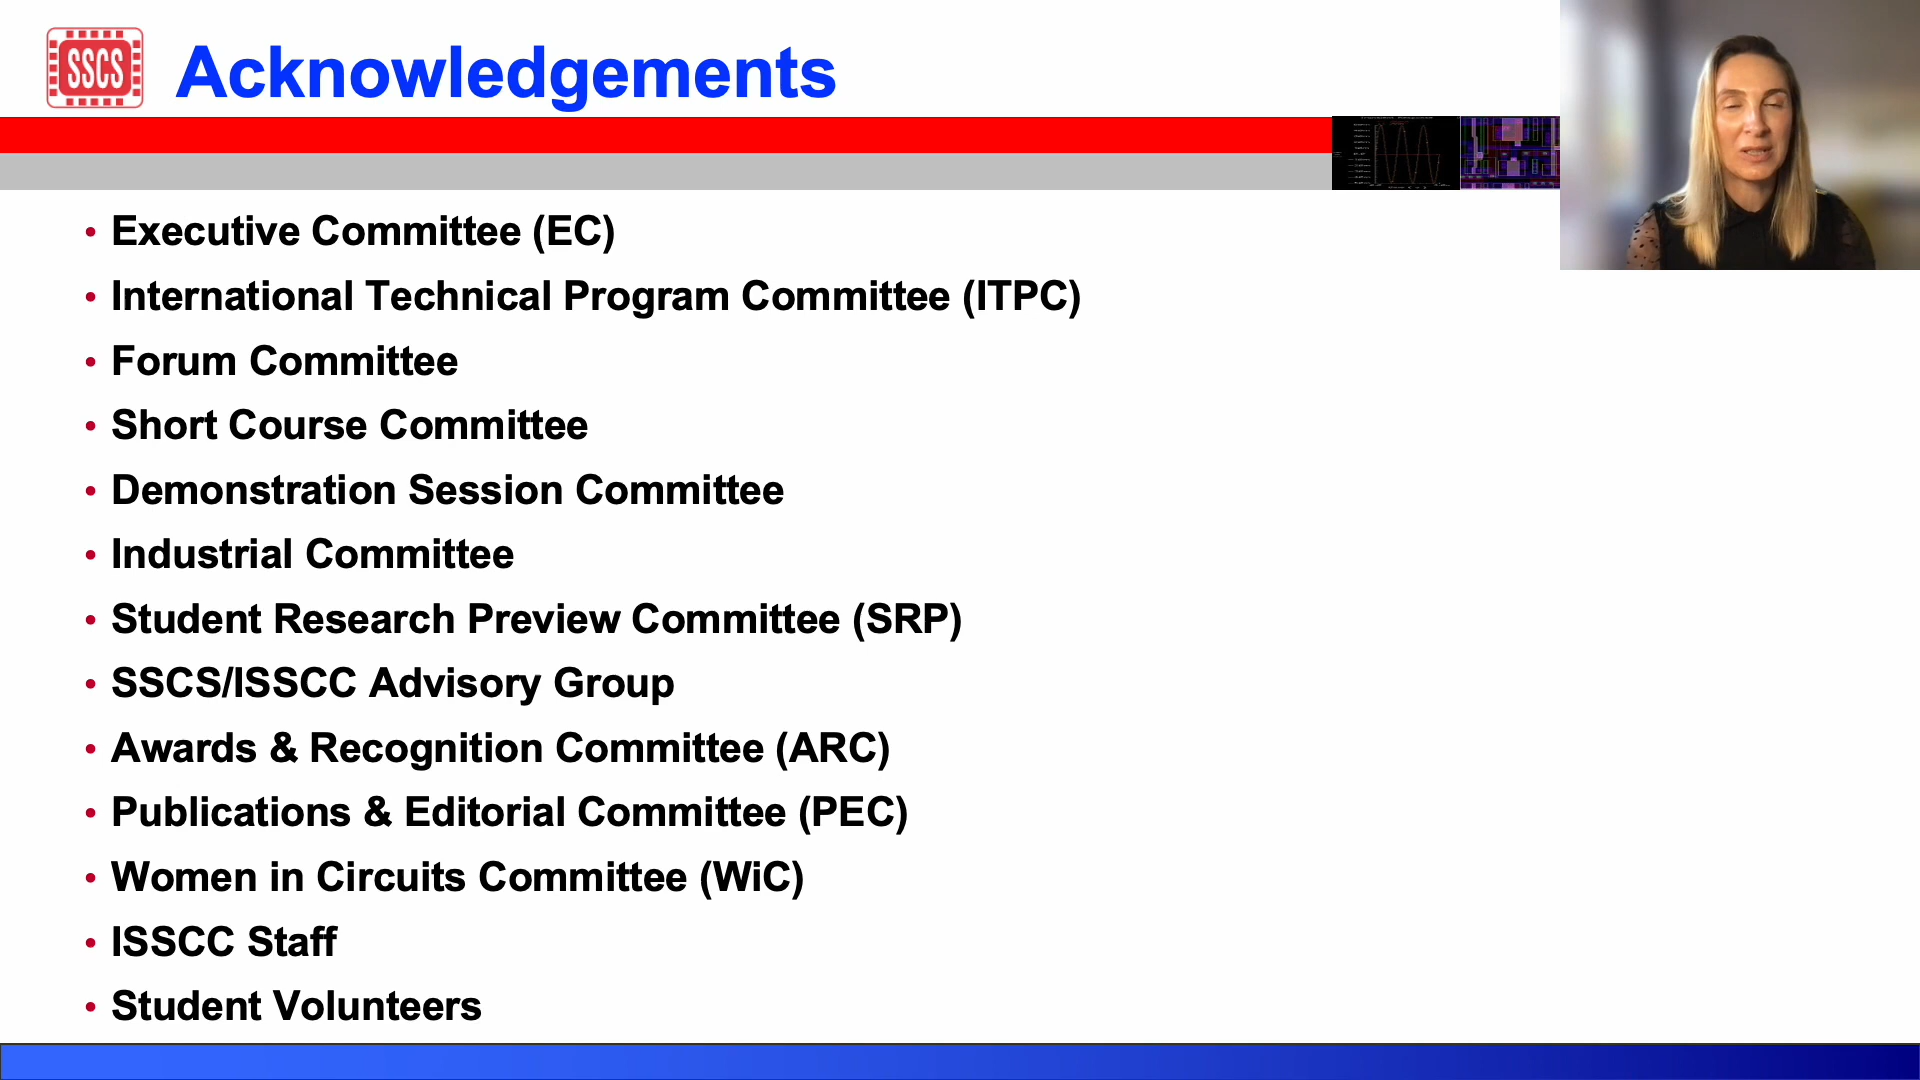 SSCS
Acknowledgements
• Executive Committee (EC)
• International Technical Program Committee (ITPC)
• Forum Committee
• Short Course Committee
• Demonstration Session Committee
• Industrial Committee
• Student Research Preview Committee (SRP)
• SSCS/ISSCC Advisory Group
• Awards & Recognition Committee (ARC)
• Publications & Editorial Committee (PEC)
• Women in Circuits Committee (WiC)
• ISSCC Staff
• Student Volunteers